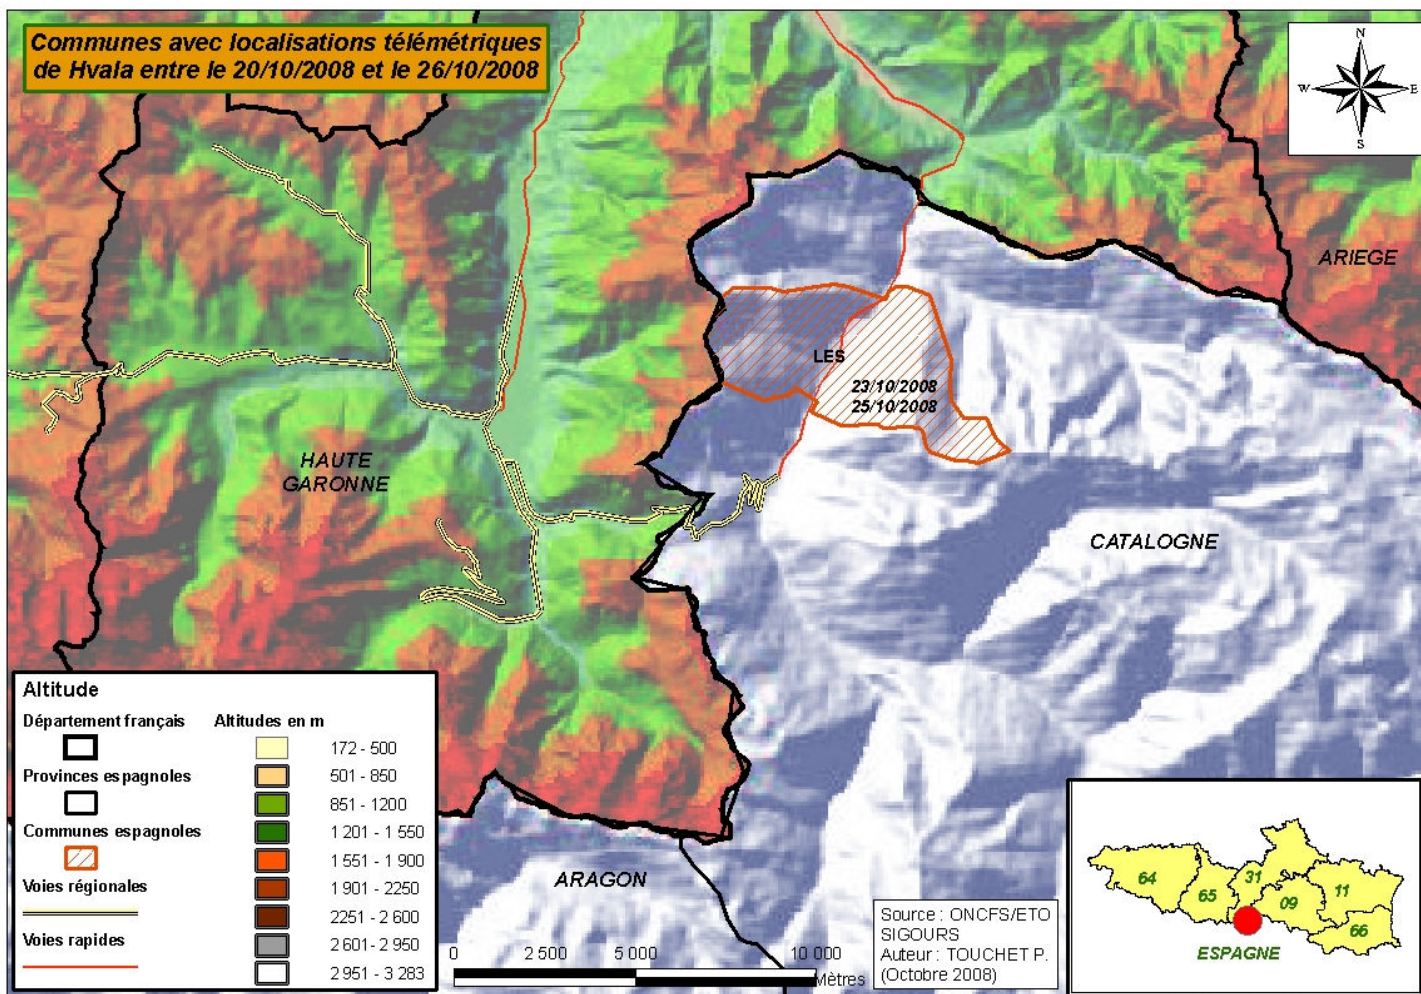 Communes avec localisations télémétriques
de Hvala entre le 20/10/2008 et le 26/10/2008
N
W
E
S
ARIEGE
LES
23/10/2008
25/10/2008
HAUTE
GARONNE
CATALOGNE
ARAGON
Altitude
Département français
Provinces espagnoles
Communes espagnoles
Voies régionales
Voies rapides
Altitudes en m
172 - 500
501 - 850
851 - 1200
1 201 - 1 550
1 551 - 1 900
1 901 - 2250
2251 - 2 600
2 601 - 2 950
2 951 - 3 283
0 2 500 5 000 10 000
Mètres
Source : ONCFS/ETO
SIGOURS
Auteur : TOUCHET P.
(Octobre 2008)
64
65
31
09
11
66
ESPAGNE